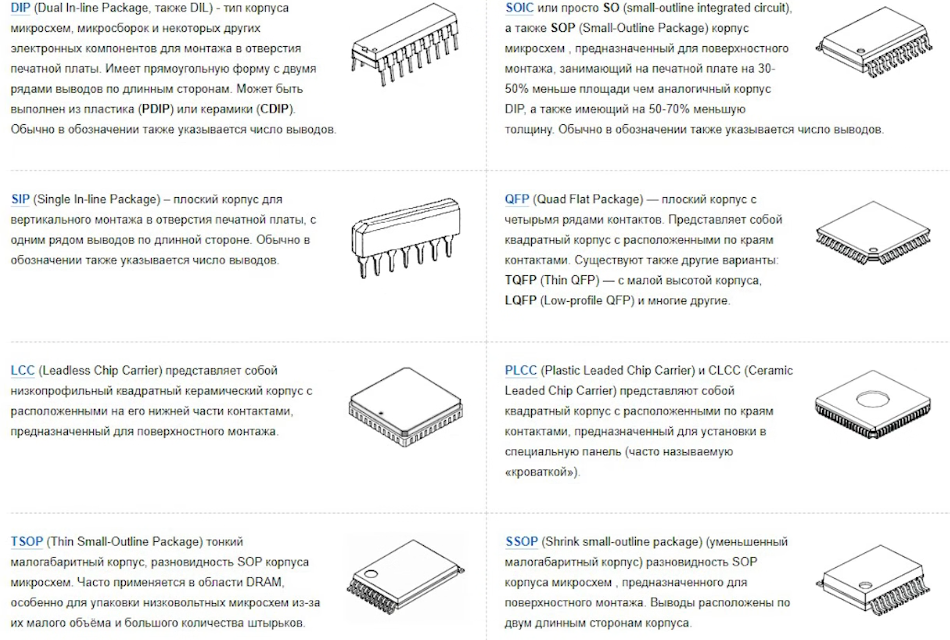 DIP (Dual In-line Package, также DIL) - тип корпуса
микросхем, микросборок и некоторых других
электронных компонентов для монтажа в отверстия
печатной платы. Имеет прямоугольную форму с двумя
рядами выводов по длинным сторонам. Может быть
выполнен из пластика (PDIP) или керамики (CDIP).
Обычно в обозначении также указывается число выводов.
SOIC или просто SO (small-outline integrated circuit),
а также SOP (Small-Outline Package) корпус
микросхем , предназначенный для поверхностного
монтажа, занимающий на печатной плате на 30-
50% меньше площади чем аналогичный корпус
DIP, а также имеющий на 50-70% меньшую
толщину. Обычно в обозначении также указывается число выводов.
SIP (Single In-line Package) – плоский корпус для
вертикального монтажа в отверстия печатной платы, с
одним рядом выводов по длинной стороне. Обычно в
обозначении также указывается число выводов.
QFP (Quad Flat Package) — плоский корпус с
четырьмя рядами контактов. Представляет собой
квадратный корпус с расположенными по краям
контактами. Существуют также другие варианты:
TQFP (Thin QFP) — с малой высотой корпуса,
LQFP (Low-profile QFP) и многие другие.
LCC (Leadless Chip Carrier) представляет собой
низкопрофильный квадратный керамический корпус с
расположенными на его нижней части контактами,
предназначенный для поверхностного монтажа.
PLCC (Plastic Leaded Chip Carrier) и CLCC (Ceramic
Leaded Chip Carrier) представляют собой
квадратный корпус с расположенными по краям
контактами, предназначенный для установки в
специальную панель (часто называемую
«кроваткой»).
TSOP (Thin Small-Outline Package) тонкий
малогабаритный корпус, разновидность SOP корпуса
микросхем. Часто применяется в области DRAM,
особенно для упаковки низковольтных микросхем из-за
их малого объёма и большого количества штырьков.
SSOP (Shrink small-outline package) (уменьшенный
малогабаритный корпус) разновидность SOP
корпуса микросхем , предназначенного для
поверхностного монтажа. Выводы расположены по
двум длинным сторонам корпуса.